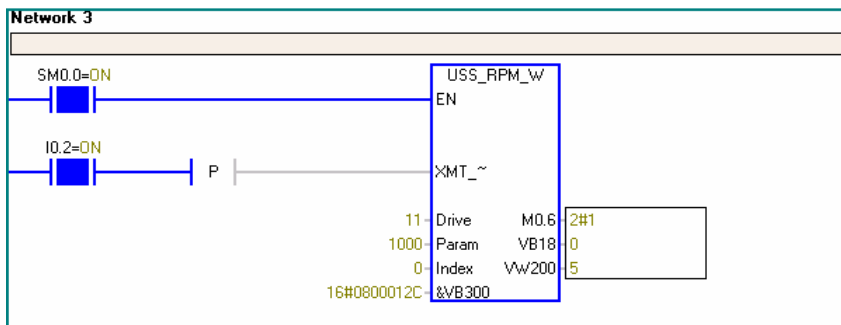 Network 3
SM0.0=ON
USS_RPM_W
EN
I0.2=ON
P
XMT_~
11 Drive M0.6 2#1
1000 Param VB18 0
0 Index VW200 5
16#0800012C &VB300